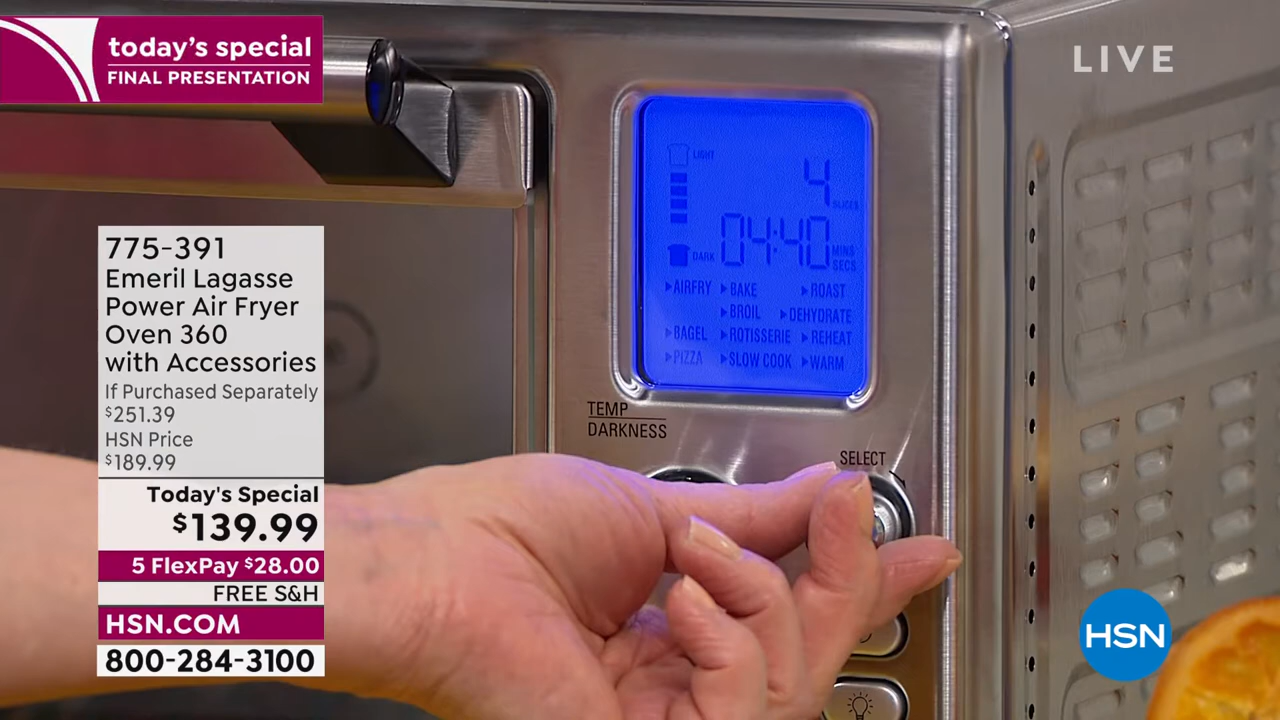 today's special
FINAL PRESENTATION
LIVE
775-391
Emeril Lagasse
Power Air Fryer
Oven 360
with Accessories
If Purchased Separately
$251.39
HSN Price
$189.99
Today's Special
$139.99
5 FlexPay $28.00
FREE S&H
HSN.COM
800-284-3100
LIGHT
4
SLICES
04:40
MINS
SECS
DARK
AIRFRY BAKE ROAST
BROIL DEHYDRATE
BAGEL ROTISSERIE REHEAT
PIZZA SLOW COOK WARM
TEMP
DARKNESS
SELECT
HSN